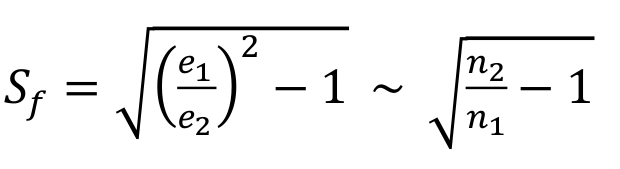 S_f = √((e_1/e_2)^2 − 1) ~ √(n_2/n_1 − 1)